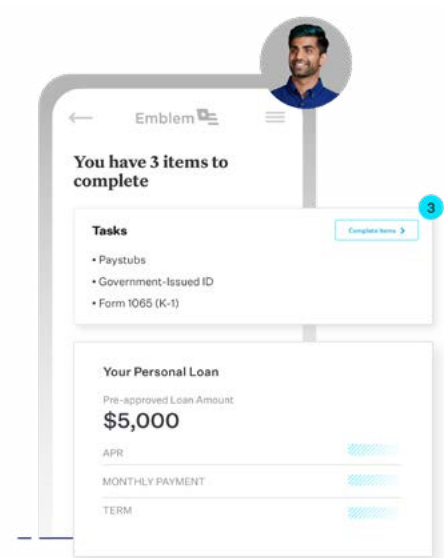 Emblem
You have 3 items to
complete
3
Tasks
Complete Items >
• Paystubs
• Government-Issued ID
• Form 1065 (K-1)
Your Personal Loan
Pre-approved Loan Amount
$5,000
APR
MONTHLY PAYMENT
TERM